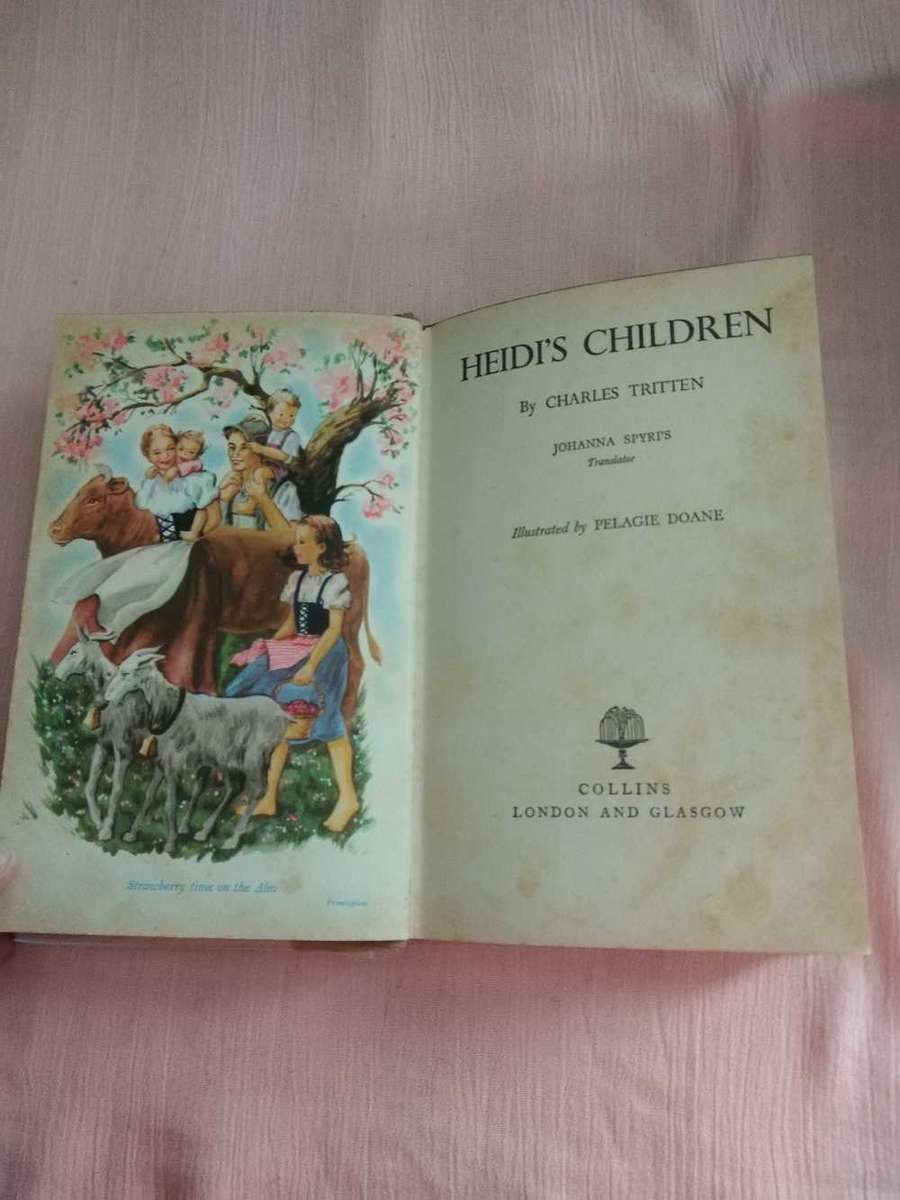 Strawberry time on the Alm
Frontispiece
HEIDI'S CHILDREN
By CHARLES TRITTEN
JOHANNA SPYRI'S
Translator
Illustrated by PELAGIE DOANE
COLLINS
LONDON AND GLASGOW